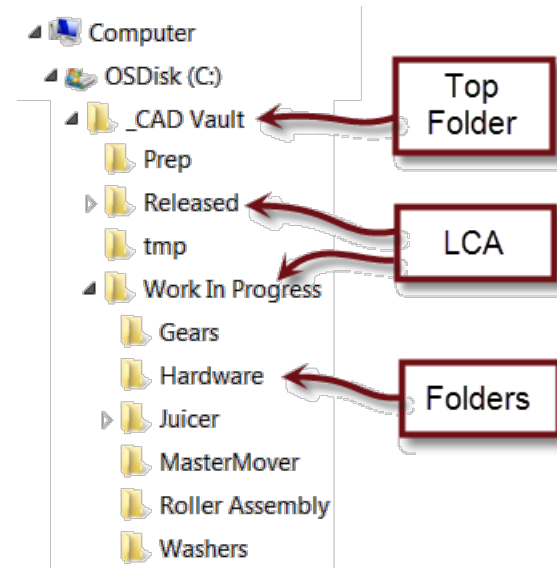 Computer
OSDisk (C:)
_CAD Vault
Top
Folder
Prep
Released
LCA
tmp
Work In Progress
Gears
Hardware
Folders
Juicer
MasterMover
Roller Assembly
Washers